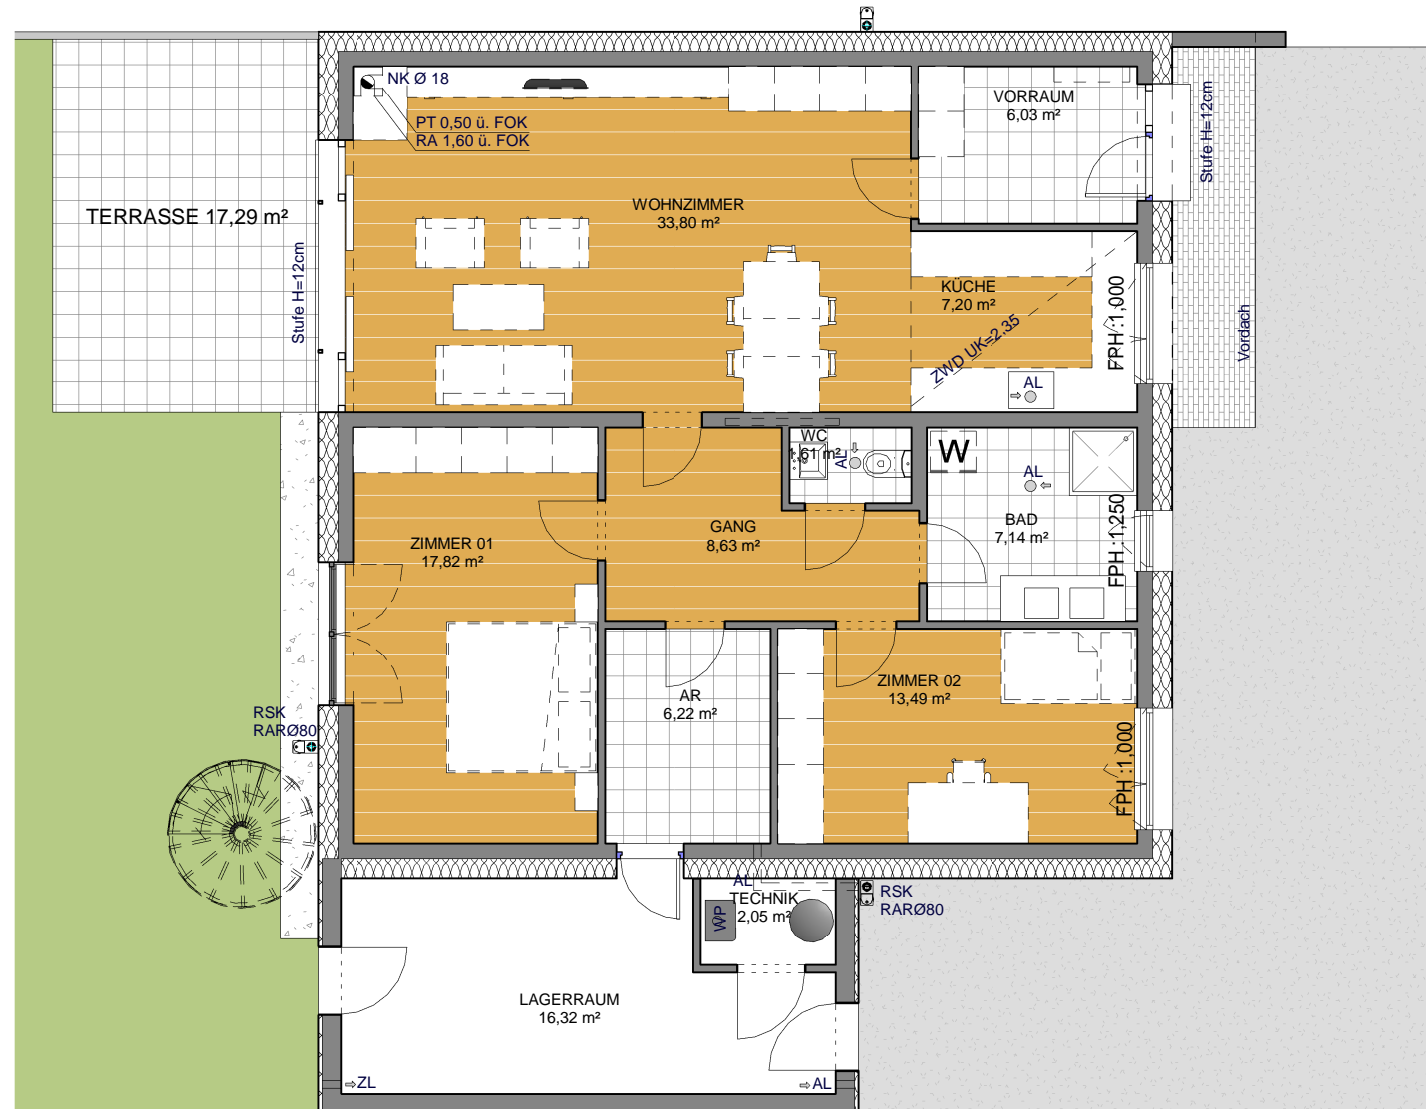 NK Ø 18
PT 0,50 ü. FOK
RA 1,60 ü. FOK
VORRAUM
6,03 m²
Stufe H=12cm
TERRASSE 17,29 m²
WOHNZIMMER
33,80 m²
Stufe H=12cm
KÜCHE
7,20 m²
FPH :1,000
ZWD UK=2,35
Vordach
AL
WC
1,61 m²
AL
W
AL
BAD
7,14 m²
FPH :1,250
GANG
8,63 m²
ZIMMER 01
17,82 m²
AR
6,22 m²
ZIMMER 02
13,49 m²
FPH :1,000
RSK
RARØ80
AL
TECHNIK
2,05 m²
WP
RSK
RARØ80
LAGERRAUM
16,32 m²
ZL
AL